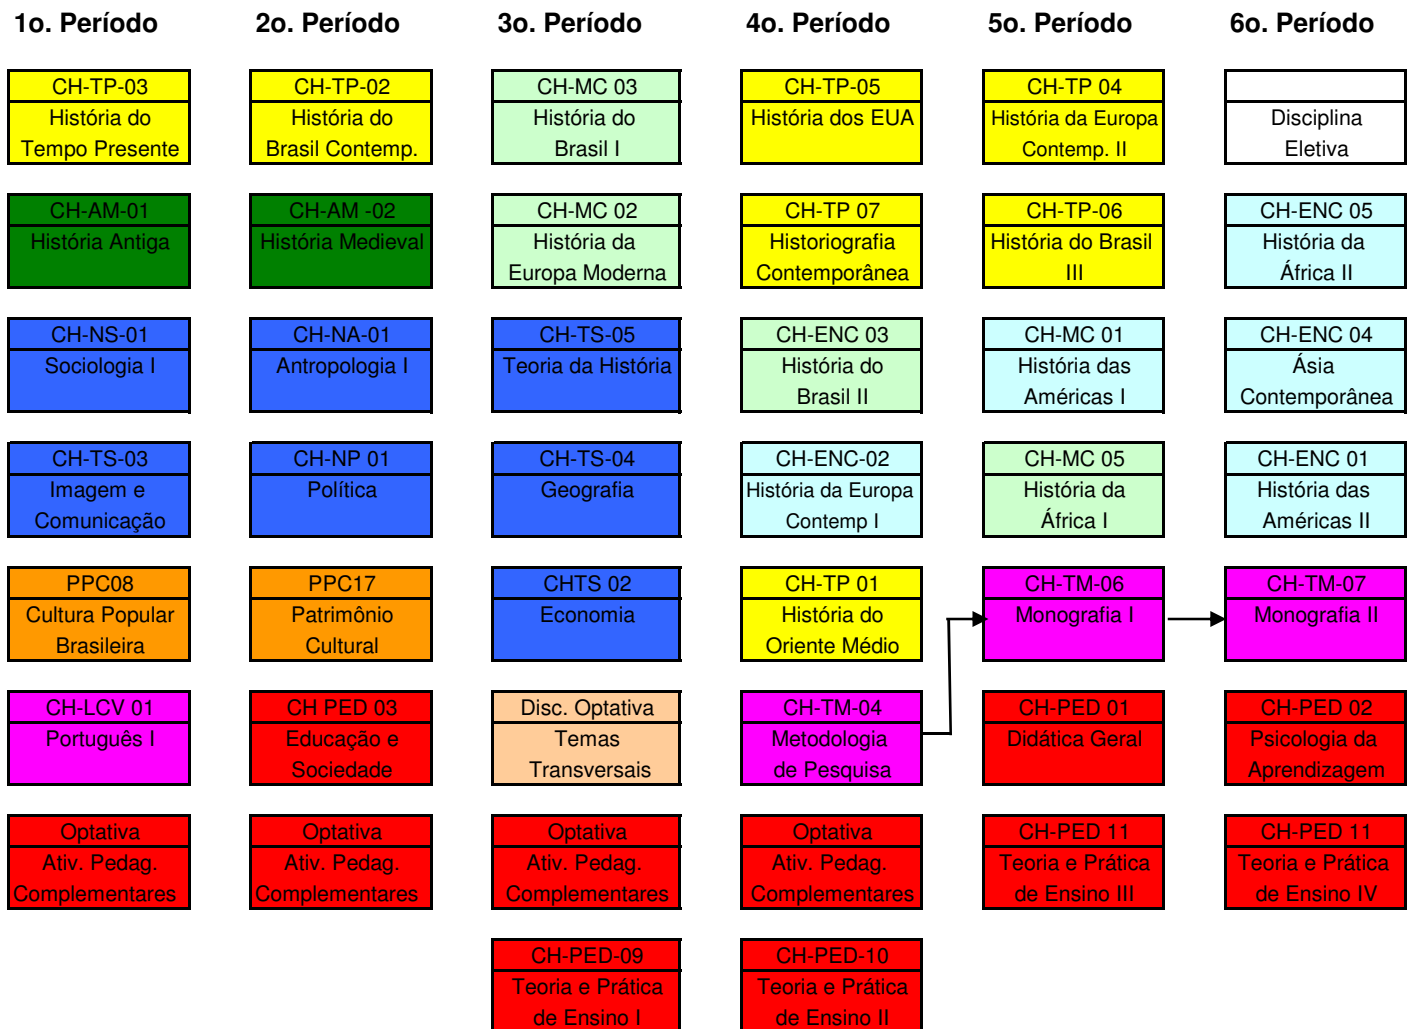 1o. Período
2o. Período
3o. Período
4o. Período
5o. Período
6o. Período
CH-TP-03
História do
Tempo Presente
CH-TP-02
História do
Brasil Contemp.
CH-MC 03
História do
Brasil I
CH-TP-05
História dos EUA
CH-TP 04
História da Europa
Contemp. II
Disciplina
Eletiva
CH-AM-01
História Antiga
CH-AM -02
História Medieval
CH-MC 02
História da
Europa Moderna
CH-TP 07
Historiografia
Contemporânea
CH-TP-06
História do Brasil
III
CH-ENC 05
História da
África II
CH-NS-01
Sociologia I
CH-NA-01
Antropologia I
CH-TS-05
Teoria da História
CH-ENC 03
História do
Brasil II
CH-MC 01
História das
Américas I
CH-ENC 04
Ásia
Contemporânea
CH-TS-03
Imagem e
Comunicação
CH-NP 01
Política
CH-TS-04
Geografia
CH-ENC-02
História da Europa
Contemp I
CH-MC 05
História da
África I
CH-ENC 01
História das
Américas II
PPC08
Cultura Popular
Brasileira
PPC17
Patrimônio
Cultural
CHTS 02
Economia
CH-TP 01
História do
Oriente Médio
CH-TM-06
Monografia I
CH-TM-07
Monografia II
CH-LCV 01
Português I
CH PED 03
Educação e
Sociedade
Disc. Optativa
Temas
Transversais
CH-TM-04
Metodologia
de Pesquisa
CH-PED 01
Didática Geral
CH-PED 02
Psicologia da
Aprendizagem
Optativa
Ativ. Pedag.
Complementares
Optativa
Ativ. Pedag.
Complementares
Optativa
Ativ. Pedag.
Complementares
Optativa
Ativ. Pedag.
Complementares
CH-PED 11
Teoria e Prática
de Ensino III
CH-PED 11
Teoria e Prática
de Ensino IV
CH-PED-09
Teoria e Prática
de Ensino I
CH-PED-10
Teoria e Prática
de Ensino II